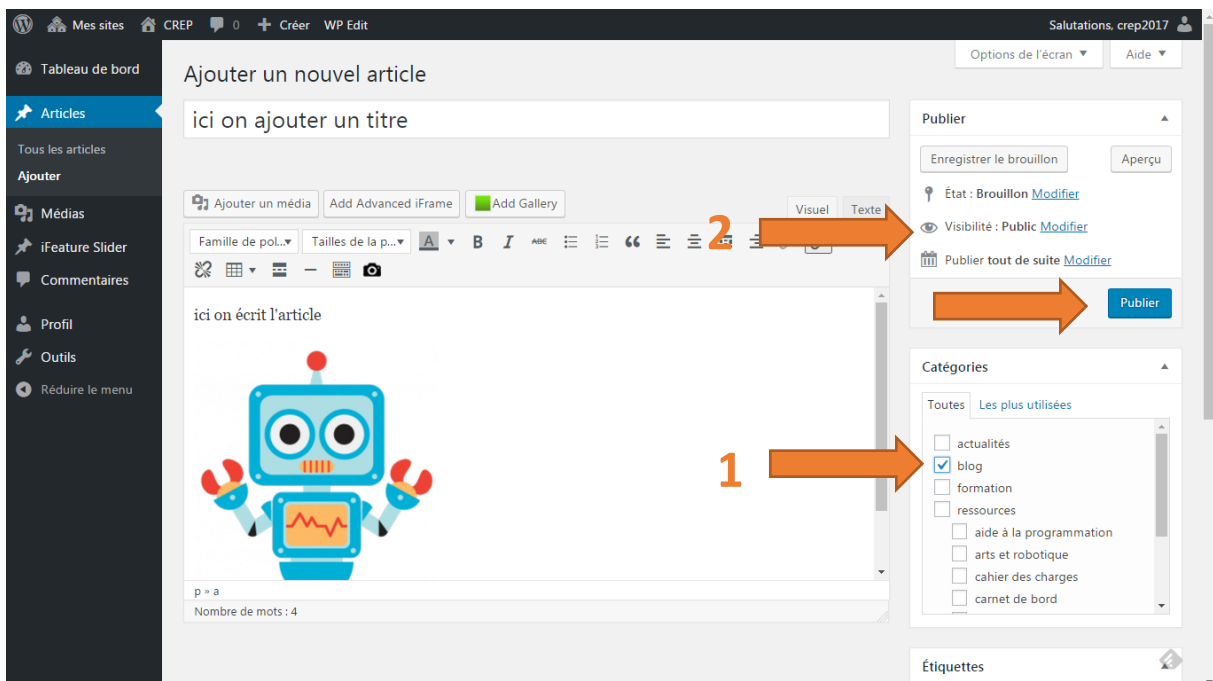 Mes sites CREP 0 Créer WP Edit Salutations, crep2017
Tableau de bord
Articles
Tous les articles
Ajouter
Médias
iFeature Slider
Commentaires
Profil
Outils
Réduire le menu
Options de l'écran Aide
Ajouter un nouvel article
ici on ajouter un titre
Ajouter un média Add Advanced iFrame Add Gallery
Visuel Texte
Famille de pol... Tailles de la p... A B I ABC
ici on écrit l'article
p » a
Nombre de mots : 4
2
1
Publier
Enregistrer le brouillon Aperçu
État : Brouillon Modifier
Visibilité : Public Modifier
Publier tout de suite Modifier
Publier
Catégories
Toutes Les plus utilisées
actualités
blog
formation
ressources
aide à la programmation
arts et robotique
cahier des charges
carnet de bord
Étiquettes